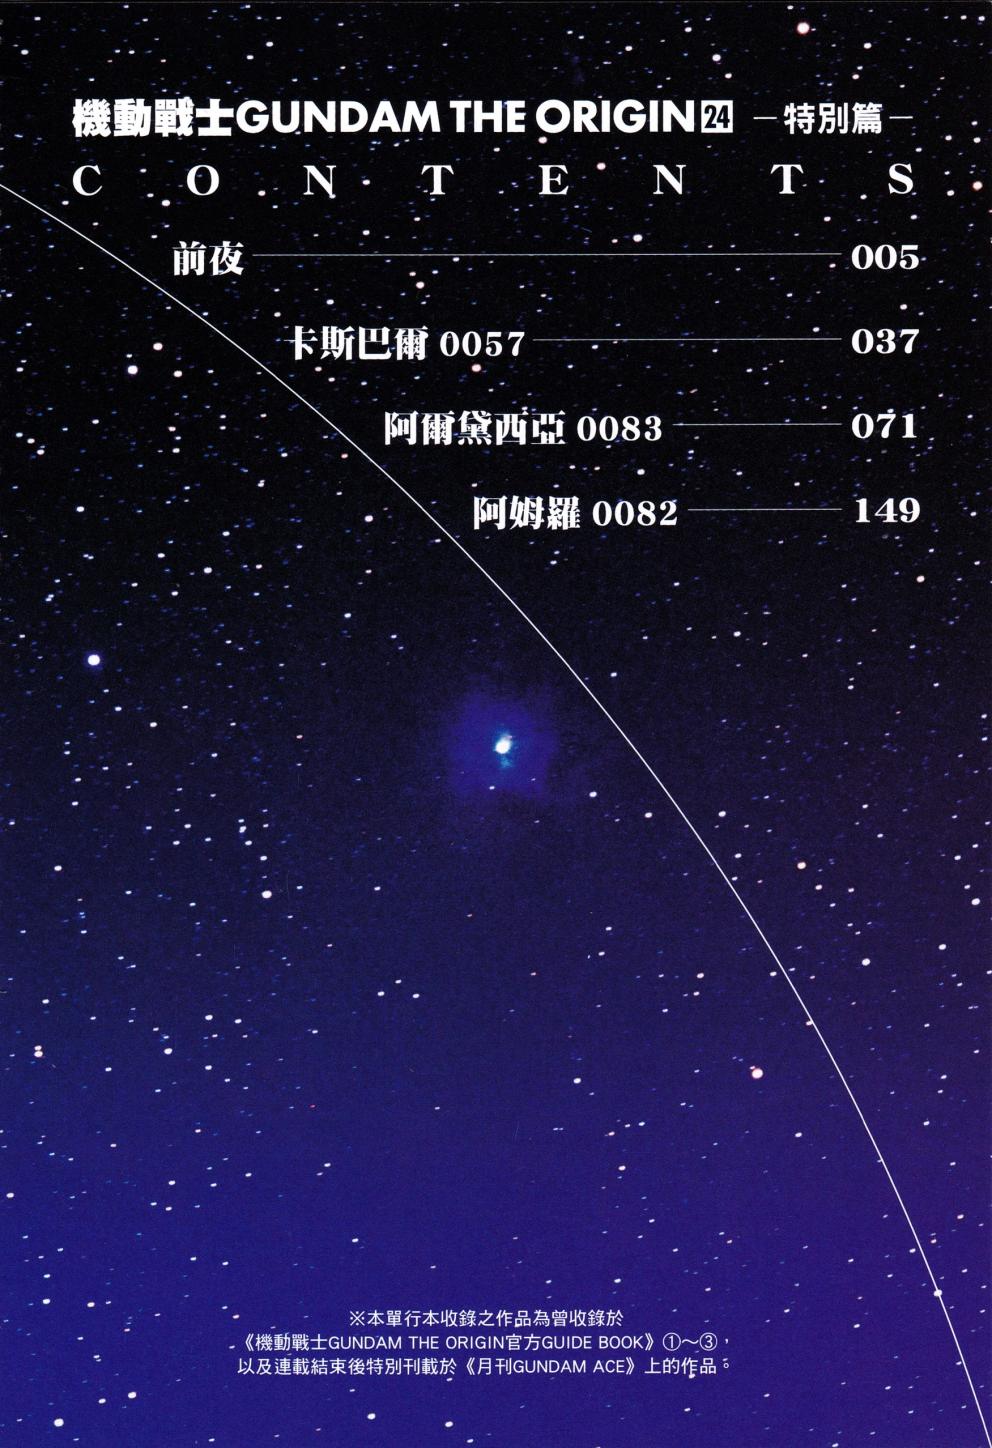 機動戰士GUNDAM THE ORIGIN 24 —特別篇—
CONTENTS
前夜 005
卡斯巴爾 0057 037
阿爾黛西亞 0083 071
阿姆羅 0082 149
※本單行本收錄之作品為曾收錄於
《機動戰士GUNDAM THE ORIGIN官方GUIDE BOOK》①～③，
以及連載結束後特別刊載於《月刊GUNDAM ACE》上的作品。